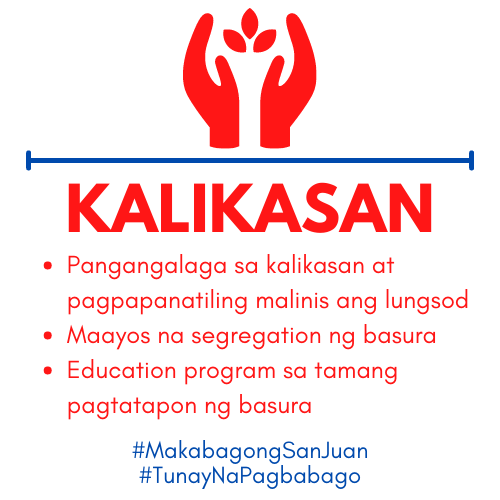 KALIKASAN
• Pangangalaga sa kalikasan at
pagpapanatiling malinis ang lungsod
• Maayos na segregation ng basura
• Education program sa tamang
pagtatapon ng basura
#MakabagongSanJuan
#TunayNaPagbabago